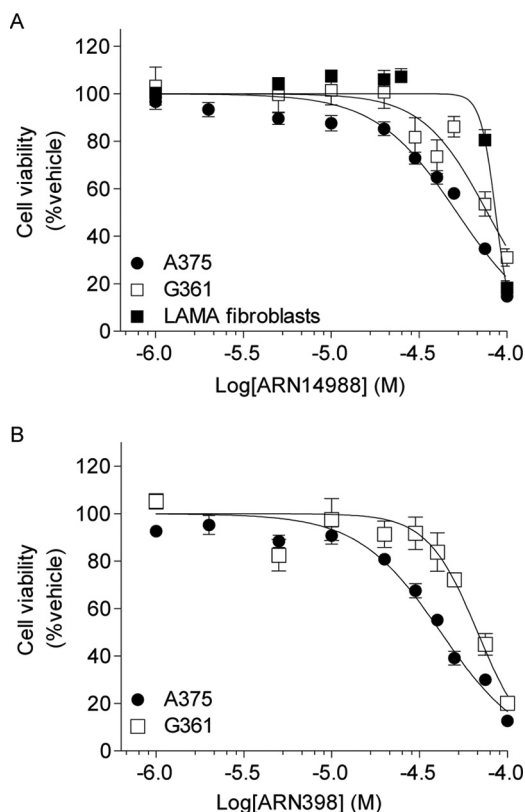 A
120
100
80
60
40
20
0
Cell viability
(%vehicle)
A375
G361
LAMA fibroblasts
-6.0 -5.5 -5.0 -4.5 -4.0
Log[ARN14988] (M)
B
120
100
80
60
40
20
0
Cell viability
(%vehicle)
A375
G361
-6.0 -5.5 -5.0 -4.5 -4.0
Log[ARN398] (M)